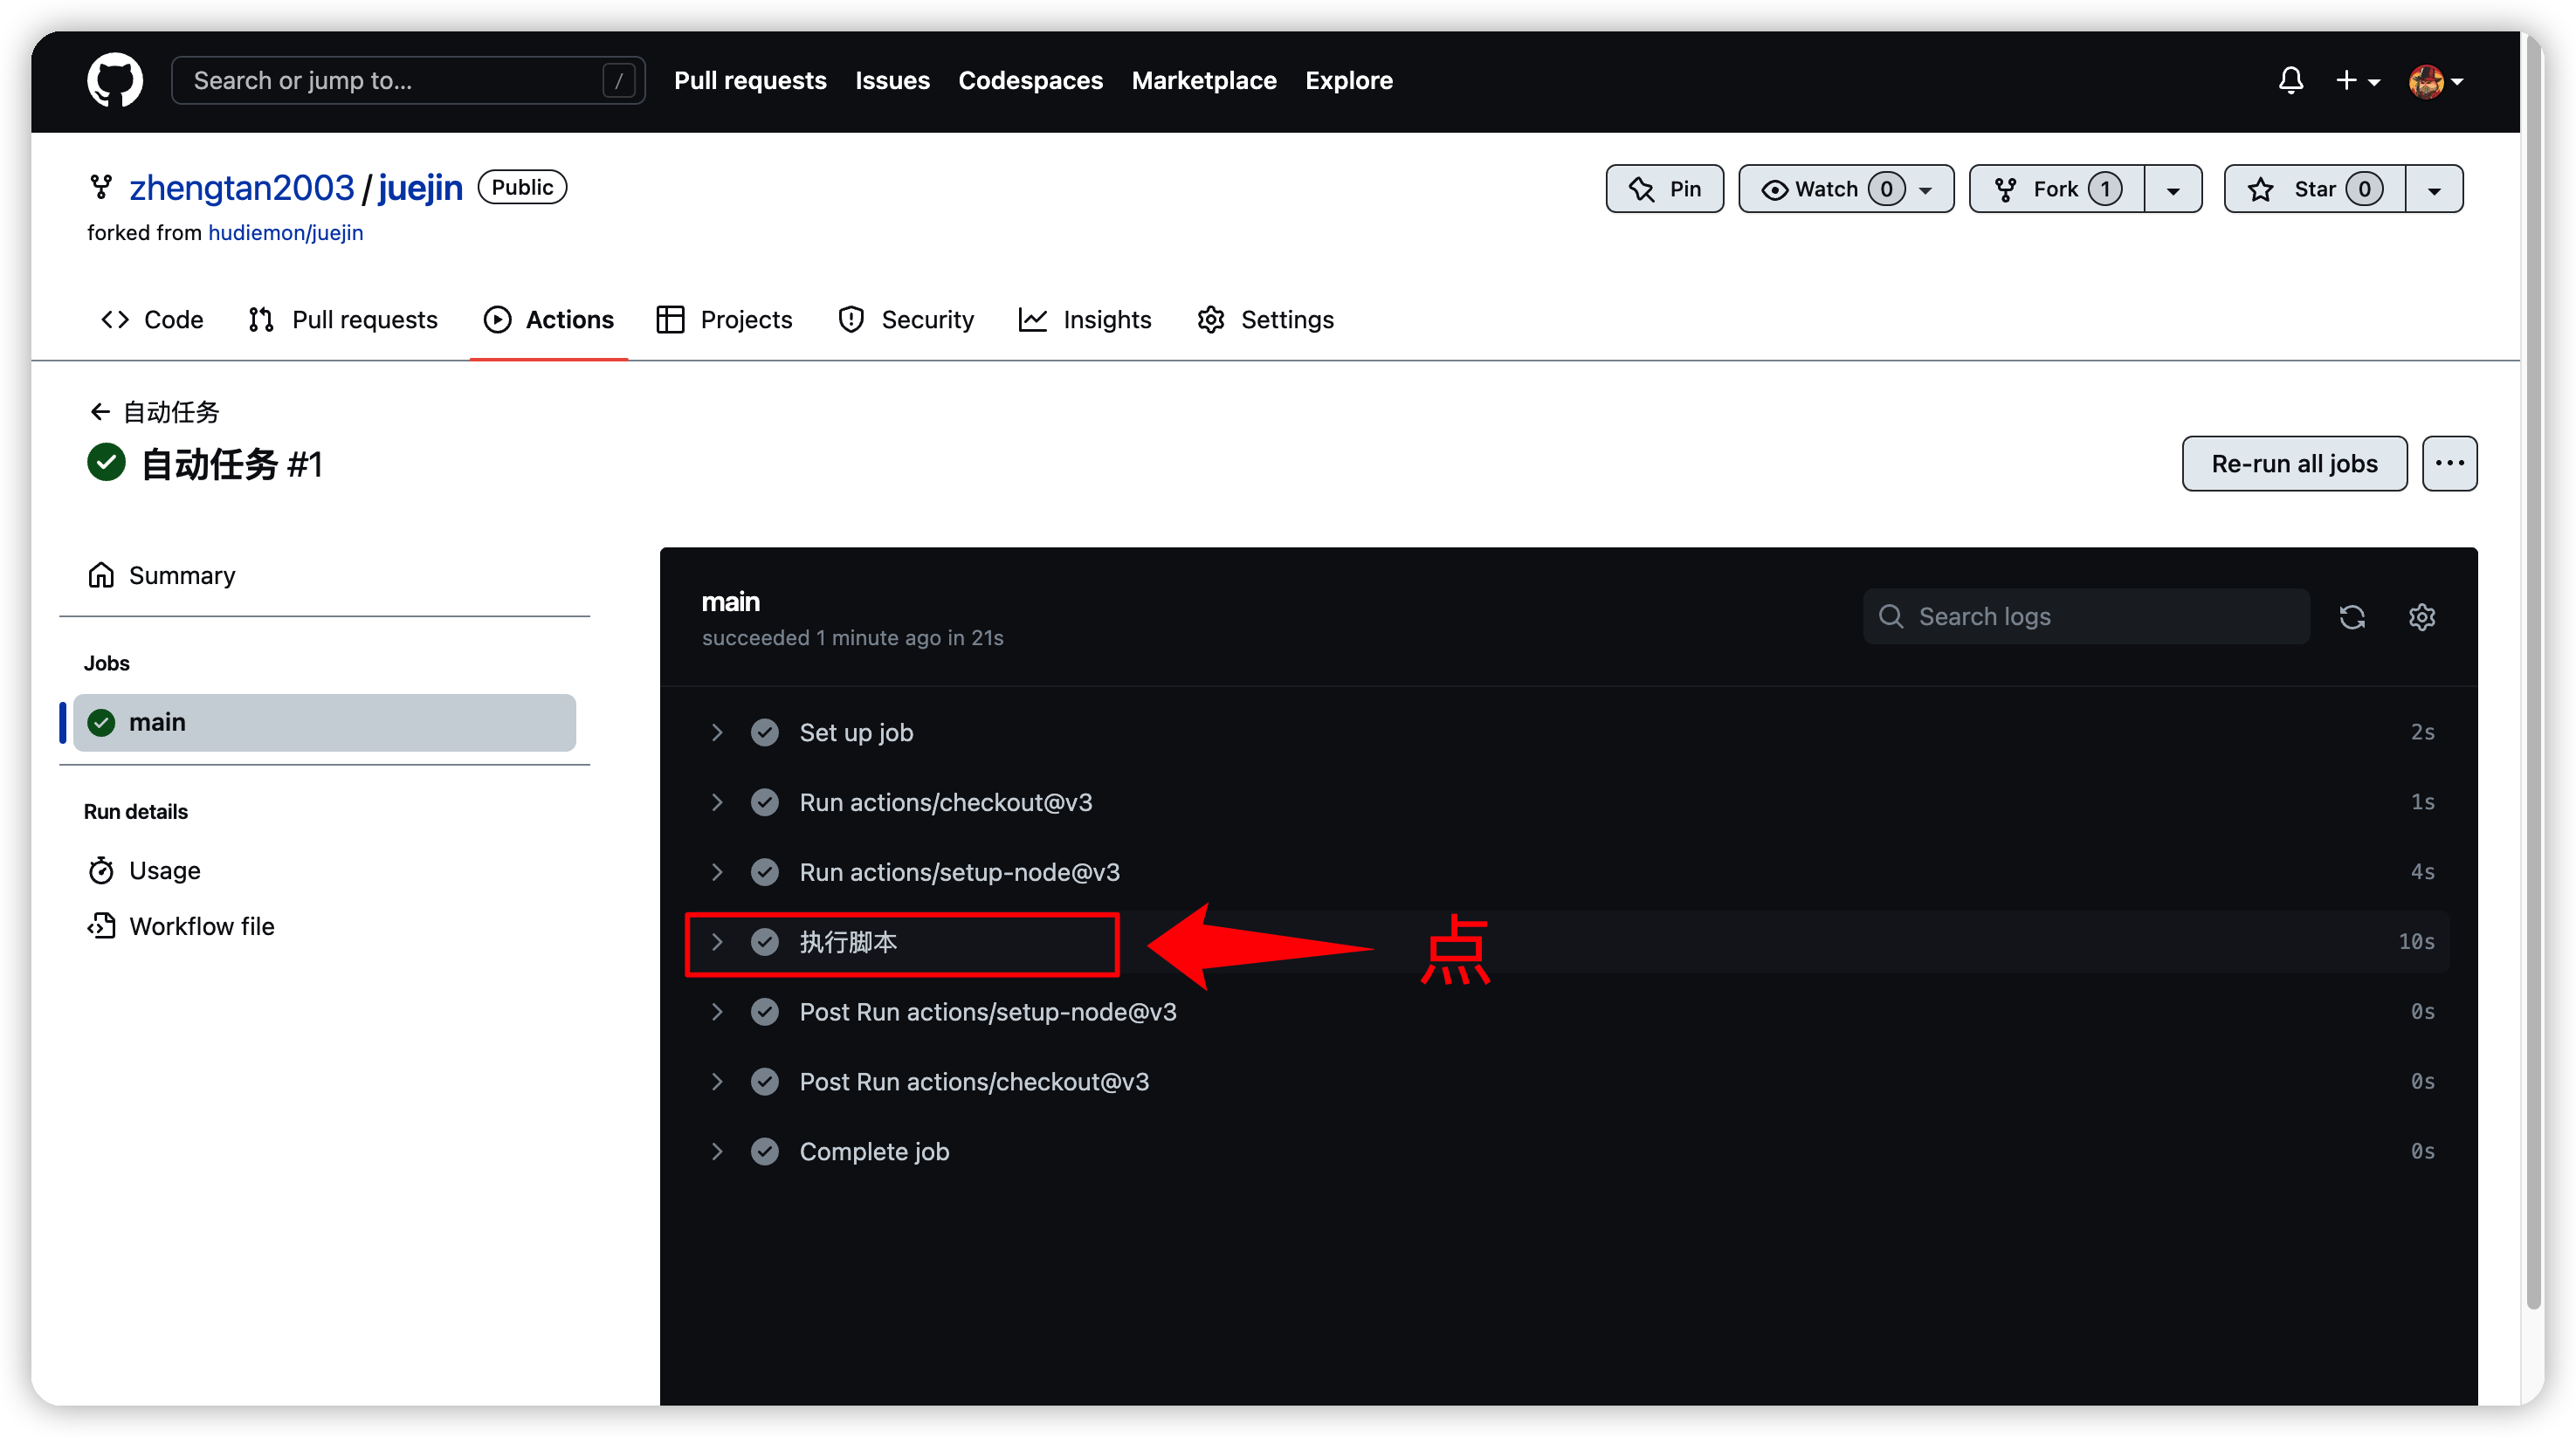 Search or jump to... /
Pull requests
Issues
Codespaces
Marketplace
Explore
zhengtan2003 / juejin Public
Pin
Watch 0
Fork 1
Star 0
forked from hudiemon/juejin
Code
Pull requests
Actions
Projects
Security
Insights
Settings
自动任务
自动任务 #1
Re-run all jobs
Summary
Jobs
main
Run details
Usage
Workflow file
main
succeeded 1 minute ago in 21s
Search logs
Set up job 2s
Run actions/checkout@v3 1s
Run actions/setup-node@v3 4s
执行脚本 点 10s
Post Run actions/setup-node@v3 0s
Post Run actions/checkout@v3 0s
Complete job 0s